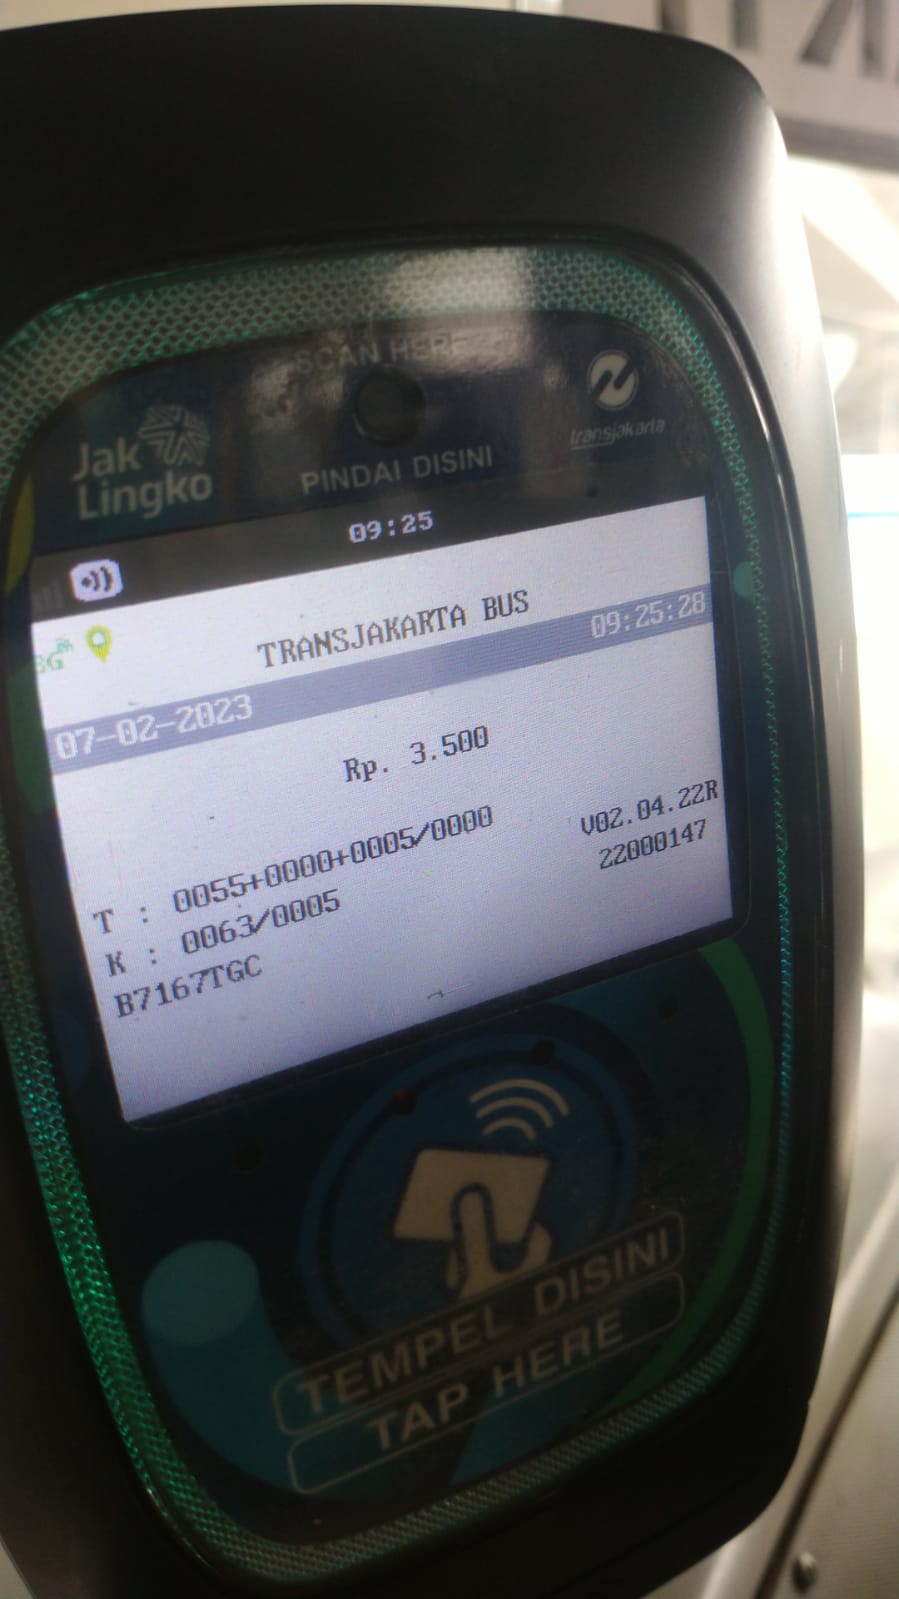 SCAN HERE
Jak
Lingko
transjakarta
PINDAI DISINI
09:25
TRANSJAKARTA BUS
07-02-2023 09:25:28
Rp. 3.500
T : 0055+0000+0005/0000 V02.04.22R
K : 0063/0005 22000147
B7167TGC
TEMPEL DISINI
TAP HERE